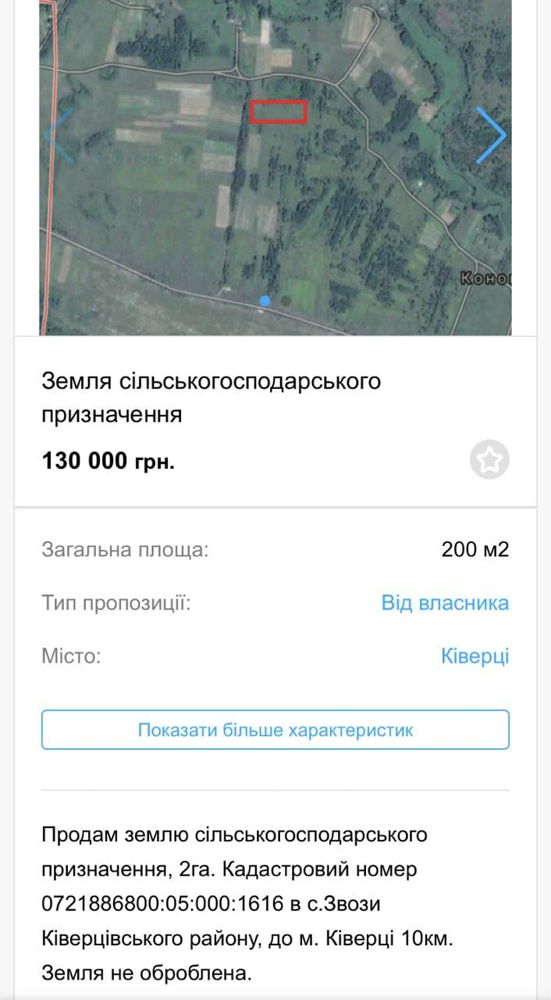 Земля сільськогосподарського
призначення
130 000 грн.
Загальна площа:
200 м2
Тип пропозиції:
Від власника
Місто:
Ківерці
Показати більше характеристик
Продам землю сільськогосподарського
призначення, 2га. Кадастровий номер
0721886800:05:000:1616 в с.Звози
Ківерцівського району, до м. Ківерці 10км.
Земля не оброблена.